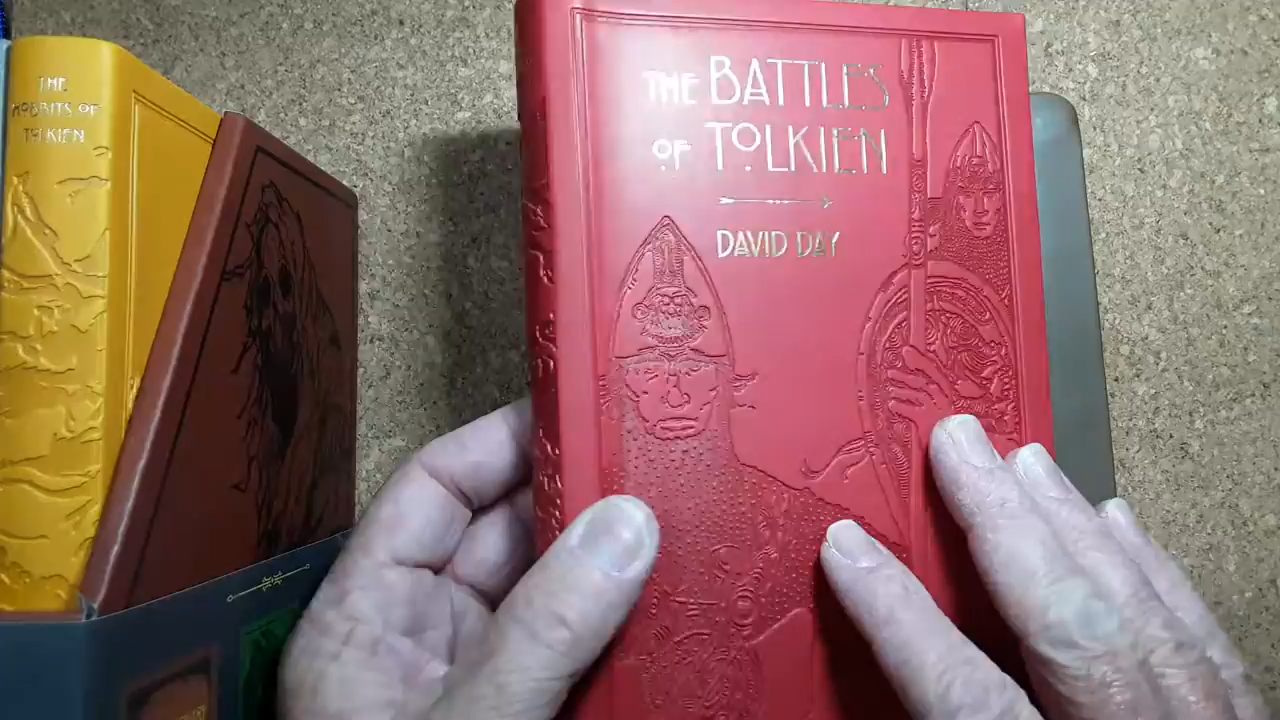 THE
HOBBITS OF
TOLKIEN
THE BATTLES
OF TOLKIEN
DAVID DAY